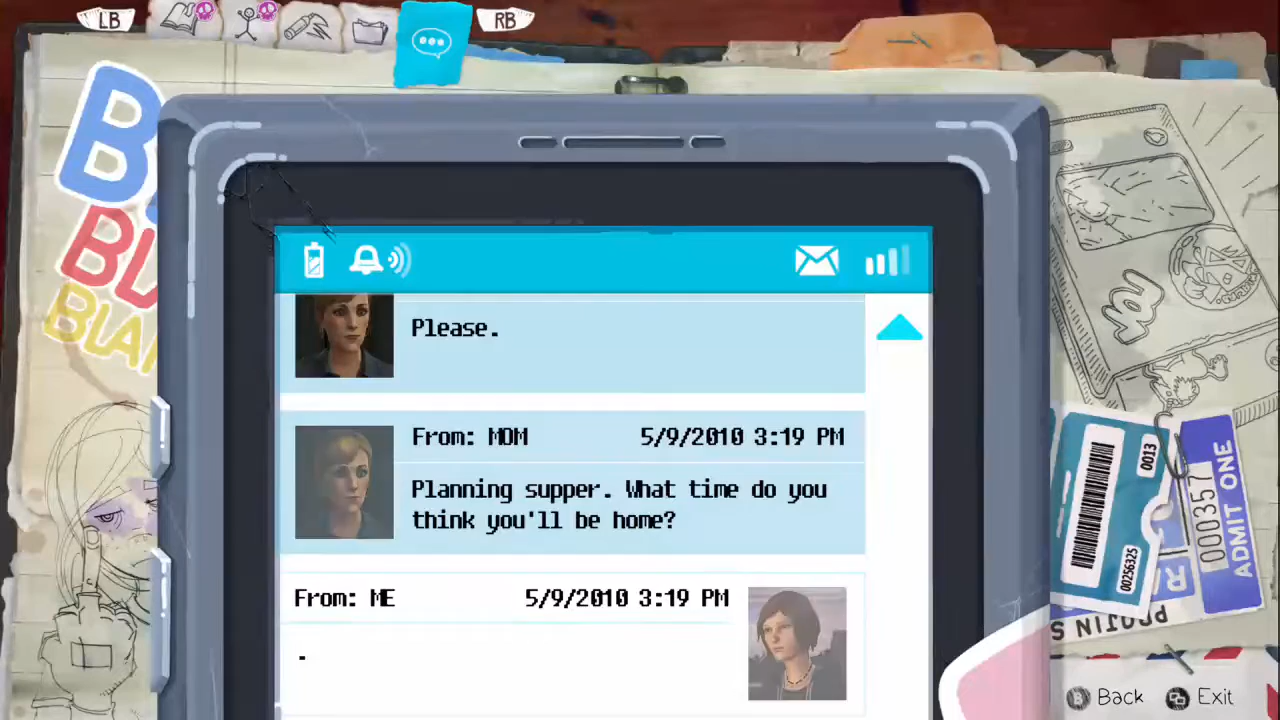 LB
RB
Please.
From: MOM 5/9/2010 3:19 PM
Planning supper. What time do you
think you'll be home?
From: ME 5/9/2010 3:19 PM
.
0013
00256325
000357
ADMIT ONE
Back
Exit